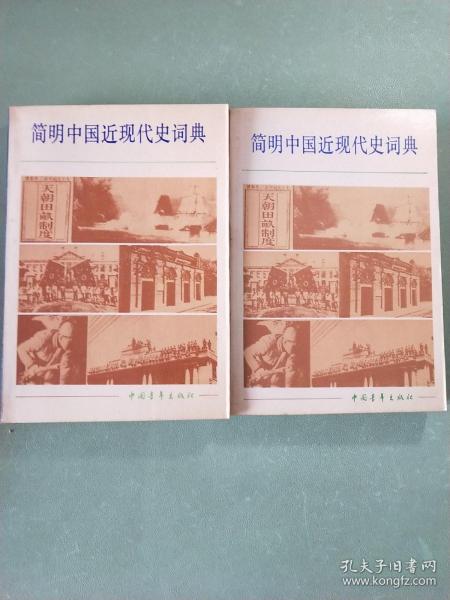 简明中国近现代史词典
天朝田畝制度
中国青年出版社
简明中国近现代史词典
天朝田畝制度
中国青年出版社
孔夫子旧书网
www.kongfz.com